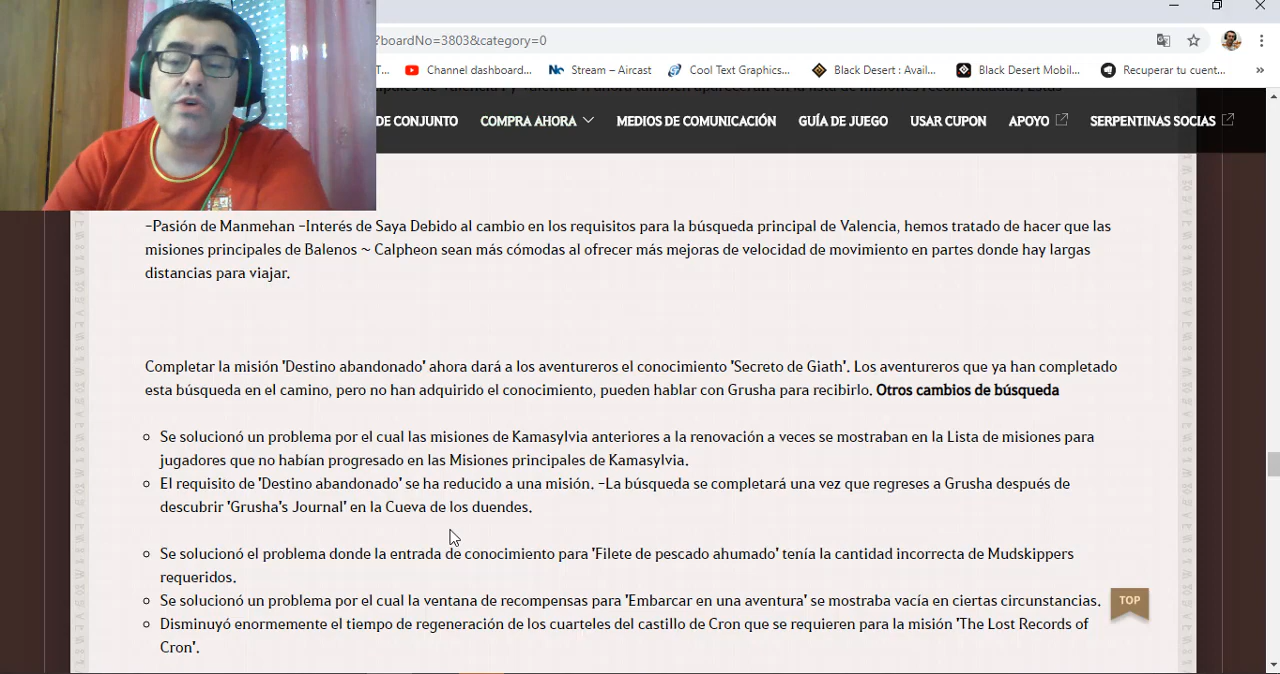 ?boardNo=3803&category=0
T... Channel dashboard... Stream – Aircast Cool Text Graphics... Black Desert : Avail... Black Desert Mobil... Recuperar tu cuent... »
DE CONJUNTO COMPRA AHORA MEDIOS DE COMUNICACIÓN GUÍA DE JUEGO USAR CUPON APOYO SERPENTINAS SOCIAS
-Pasión de Manmehan -Interés de Saya Debido al cambio en los requisitos para la búsqueda principal de Valencia, hemos tratado de hacer que las
misiones principales de Balenos ~ Calpheon sean más cómodas al ofrecer más mejoras de velocidad de movimiento en partes donde hay largas
distancias para viajar.
Completar la misión 'Destino abandonado' ahora dará a los aventureros el conocimiento 'Secreto de Giath'. Los aventureros que ya han completado
esta búsqueda en el camino, pero no han adquirido el conocimiento, pueden hablar con Grusha para recibirlo. Otros cambios de búsqueda
Se solucionó un problema por el cual las misiones de Kamasylvia anteriores a la renovación a veces se mostraban en la Lista de misiones para
jugadores que no habían progresado en las Misiones principales de Kamasylvia.
El requisito de 'Destino abandonado' se ha reducido a una misión. -La búsqueda se completará una vez que regreses a Grusha después de
descubrir 'Grusha's Journal' en la Cueva de los duendes.
Se solucionó el problema donde la entrada de conocimiento para 'Filete de pescado ahumado' tenía la cantidad incorrecta de Mudskippers
requeridos.
Se solucionó un problema por el cual la ventana de recompensas para 'Embarcar en una aventura' se mostraba vacía en ciertas circunstancias.
TOP
Disminuyó enormemente el tiempo de regeneración de los cuarteles del castillo de Cron que se requieren para la misión 'The Lost Records of
Cron'.